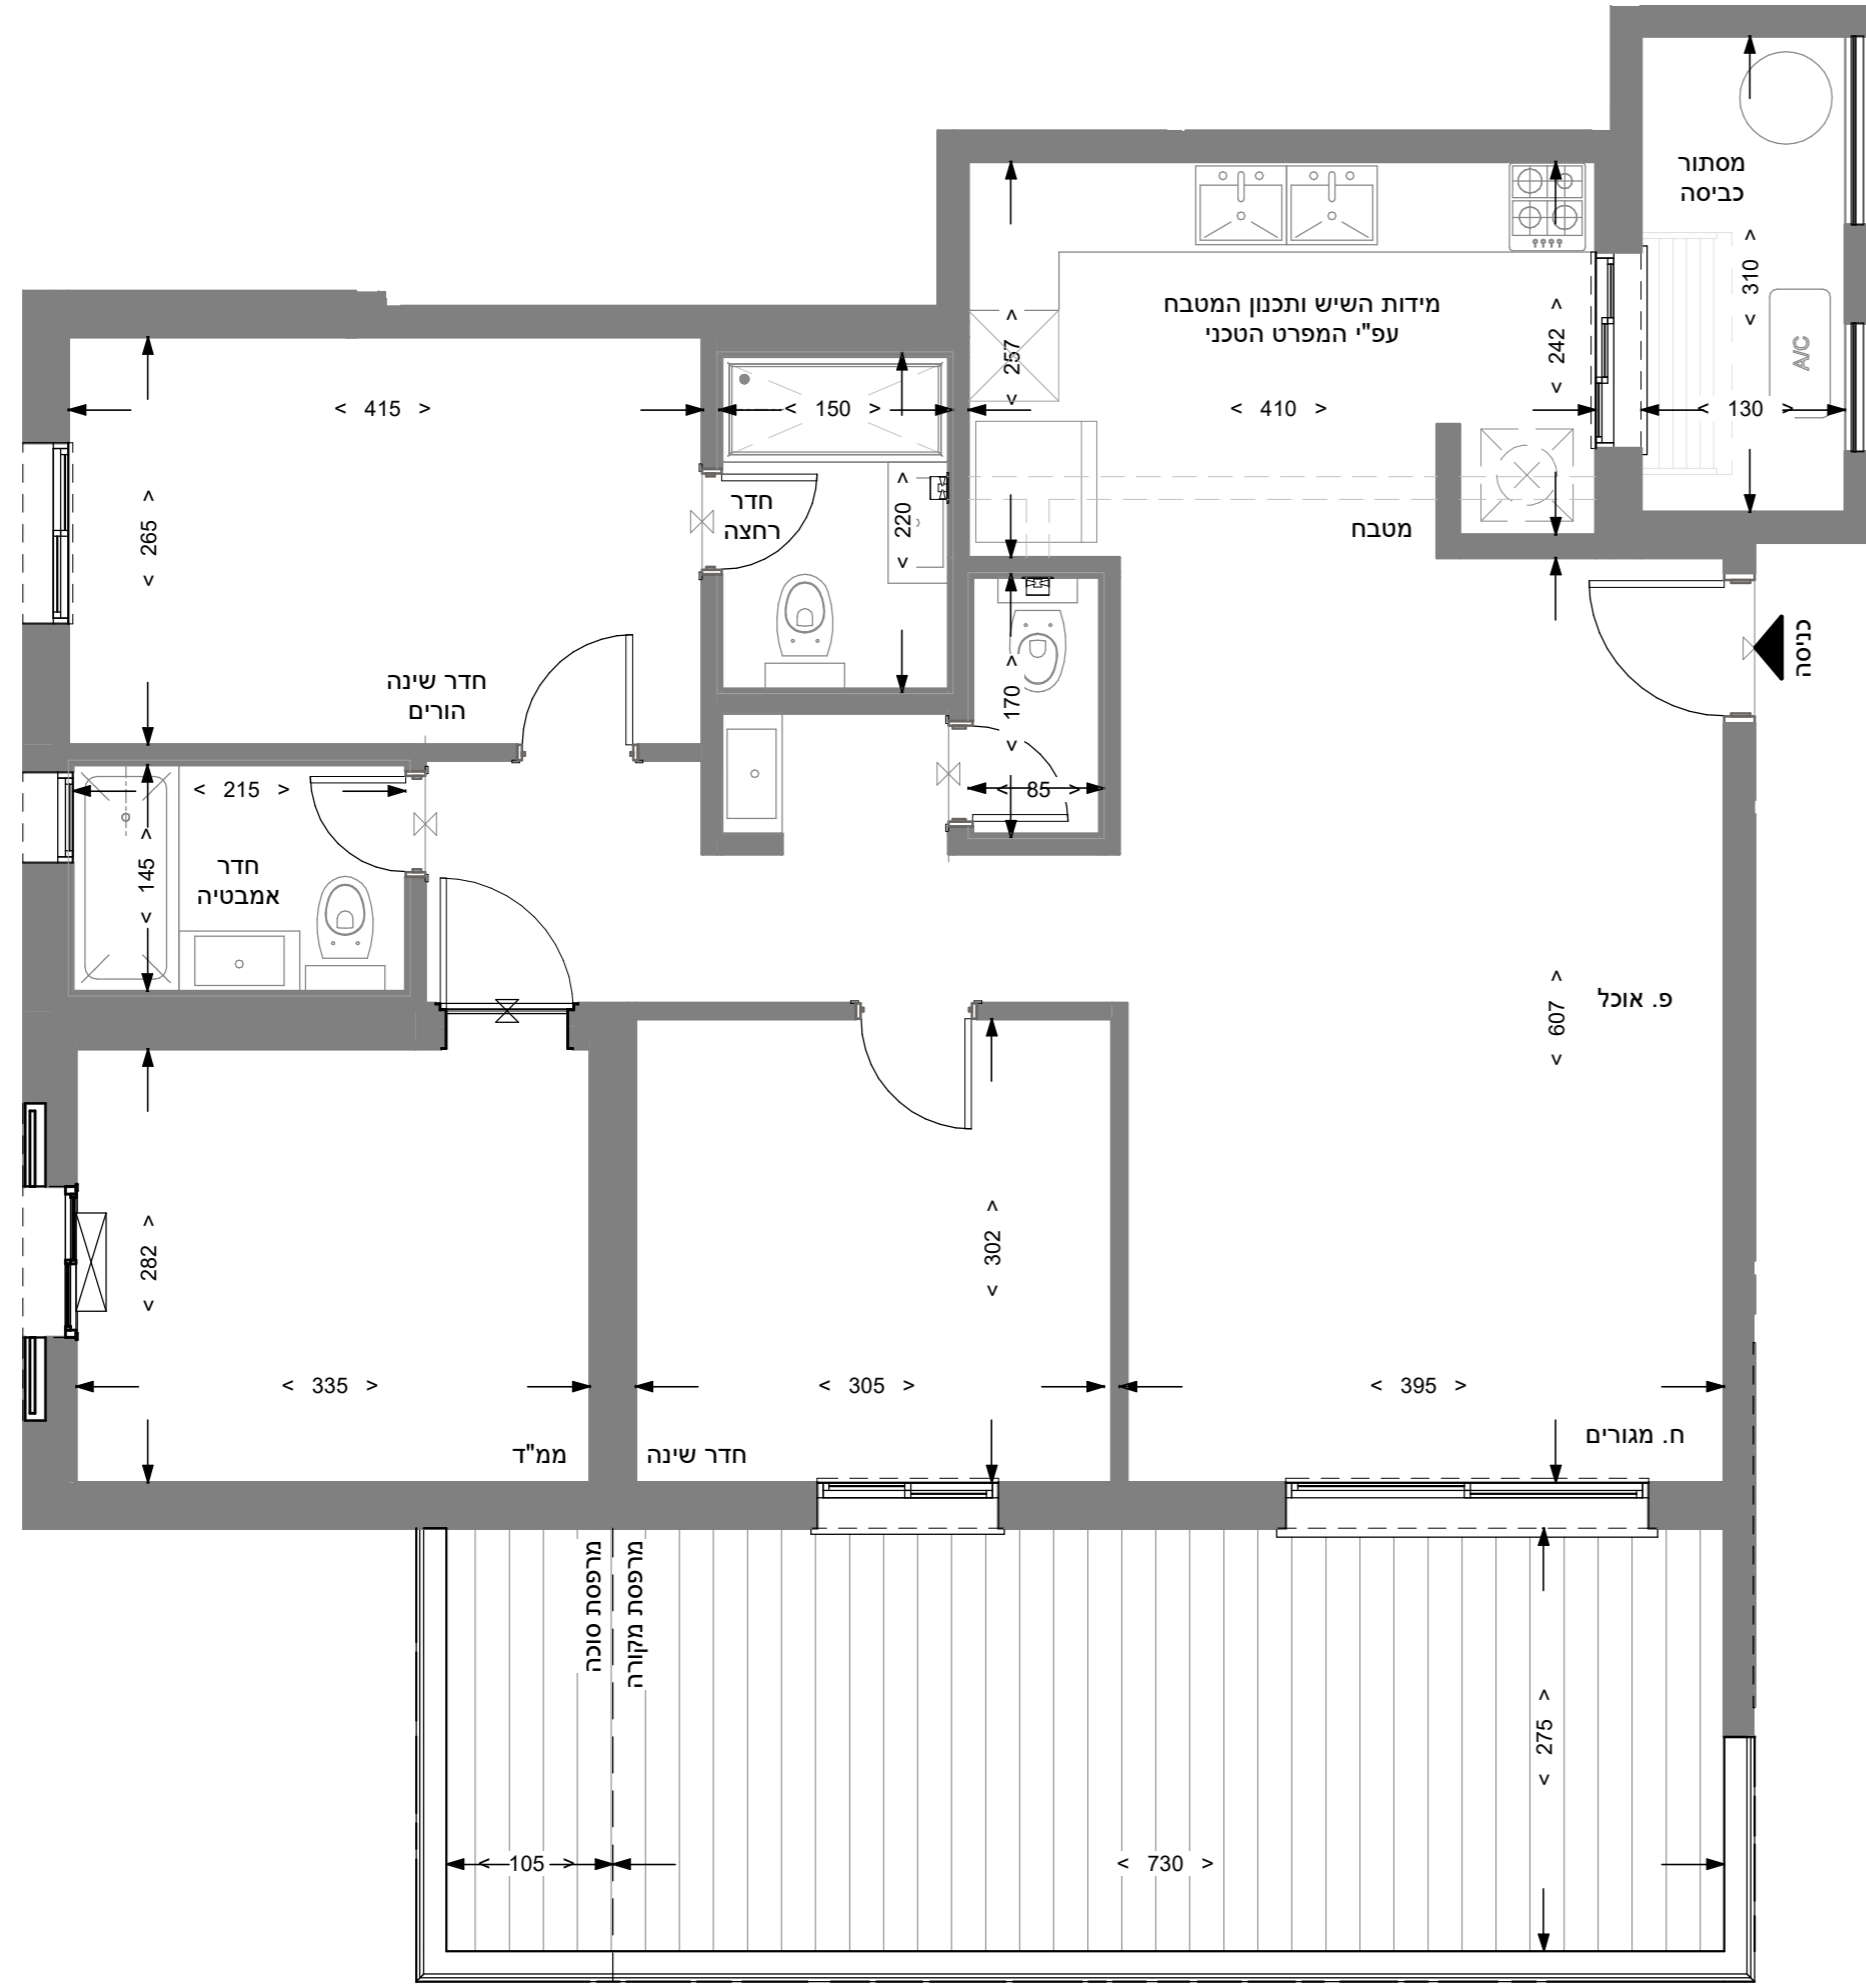 מסתור
כביסה
< 310 >
A/C
< 130 >
מידות השיש ותכנון המטבח
עפ"י המפרט הטכני
< 257 >
< 242 >
< 410 >
מטבח
< 415 >
< 265 >
חדר שינה
הורים
< 150 >
חדר
רחצה
< 220 >
< 170 >
< 85 >
כניסה
< 215 >
< 145 >
חדר
אמבטיה
פ. אוכל
< 607 >
< 395 >
ח. מגורים
< 302 >
< 305 >
חדר שינה
< 282 >
< 335 >
ממ"ד
מרפסת סוכה
מרפסת מקורה
< 275 >
< 105 >
< 730 >